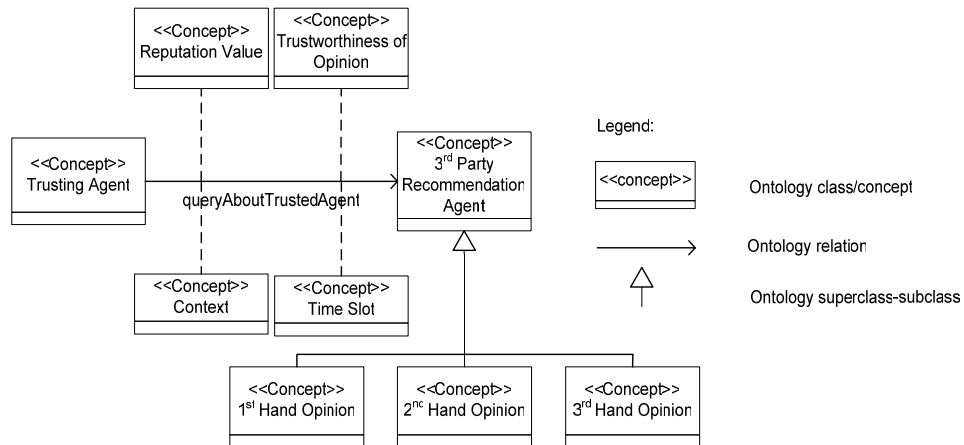 <<Concept>>
Reputation Value
<<Concept>>
Trustworthiness of
Opinion
<<Concept>>
Trusting Agent
queryAboutTrustedAgent
<<Concept>>
3rd Party
Recommendation
Agent
<<Concept>>
Context
<<Concept>>
Time Slot
<<Concept>>
1st Hand Opinion
<<Concept>>
2nd Hand Opinion
<<Concept>>
3rd Hand Opinion
Legend:
<<concept>>
Ontology class/concept
Ontology relation
Ontology superclass-subclass